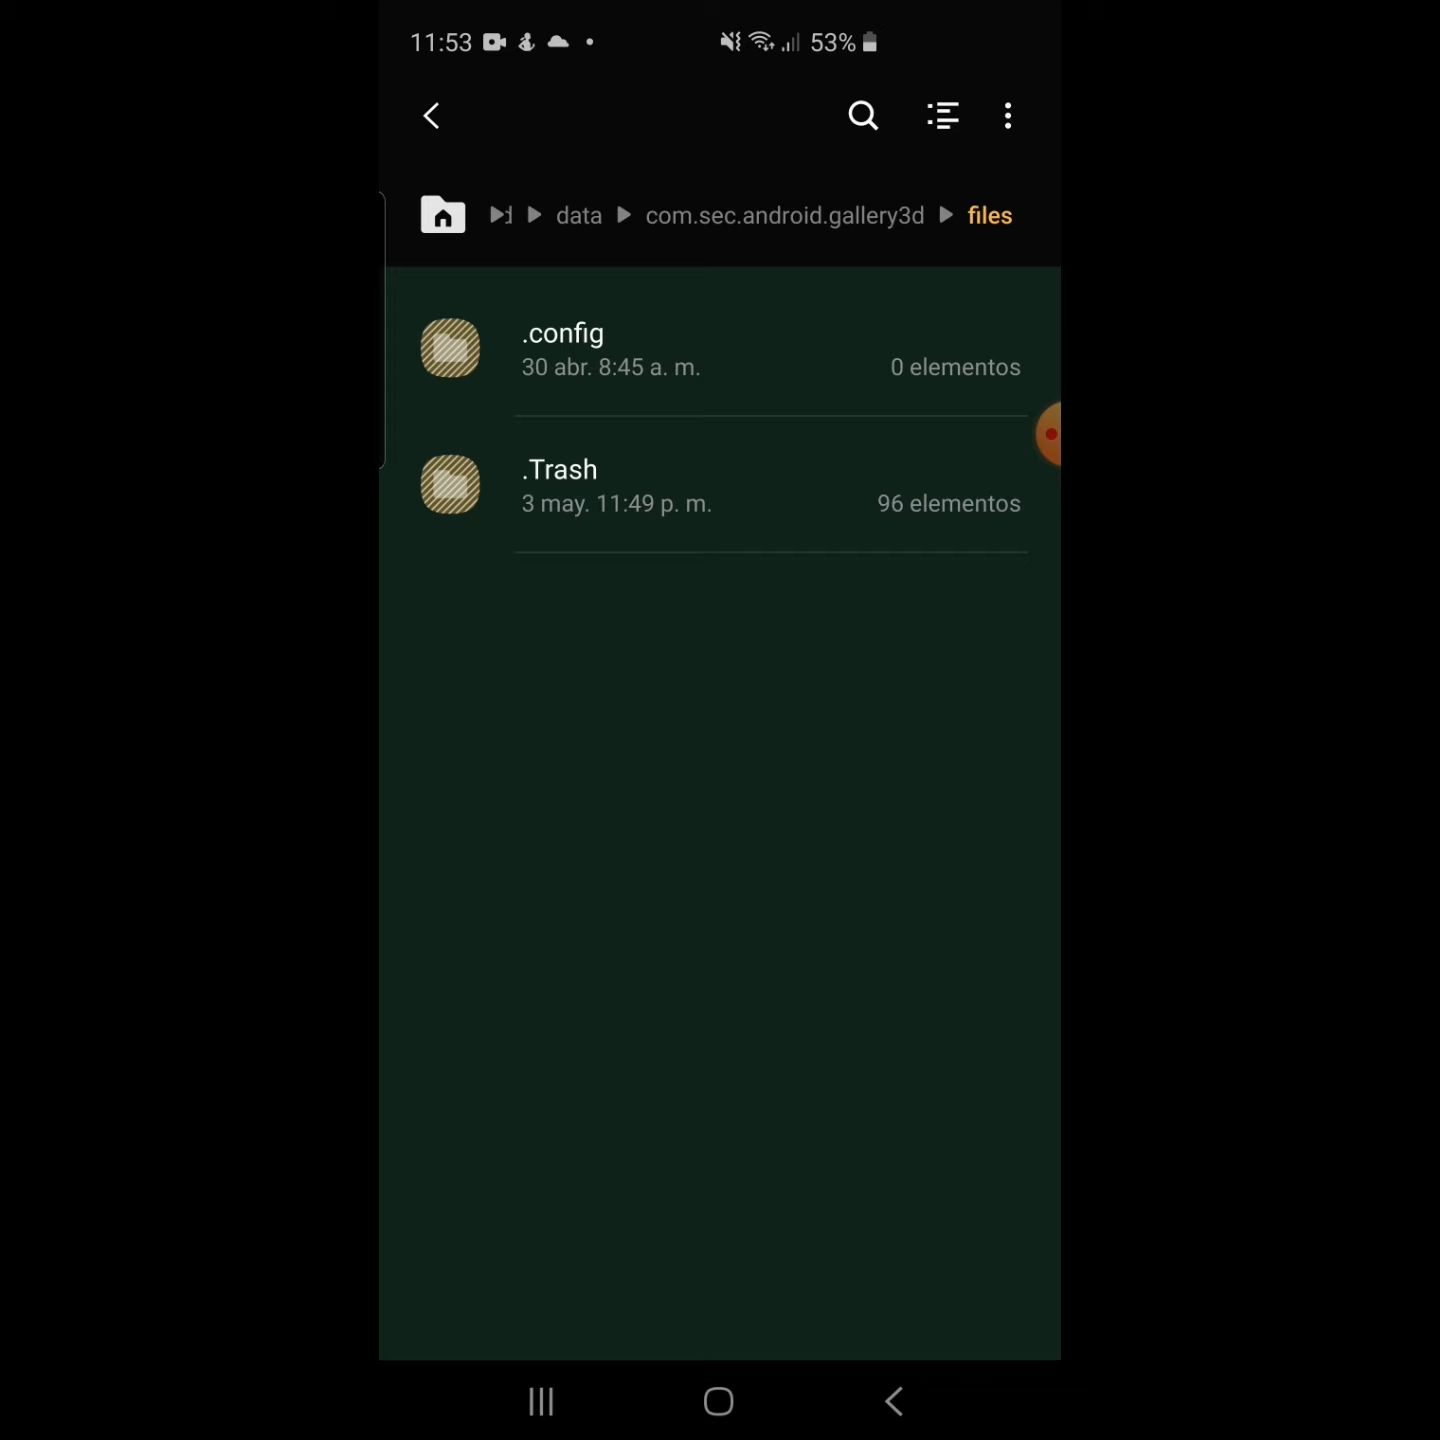 11:53 53%
data com.sec.android.gallery3d files
.config
30 abr. 8:45 a. m. 0 elementos
.Trash
3 may. 11:49 p. m. 96 elementos